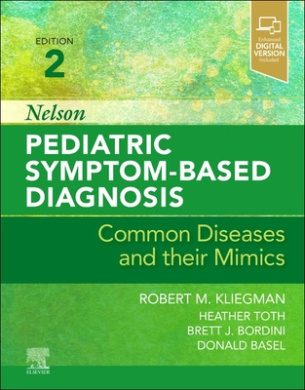 EDITION
2
Enhanced
DIGITAL
VERSION
Included
Nelson
PEDIATRIC
SYMPTOM-BASED
DIAGNOSIS
Common Diseases
and their Mimics
ROBERT M. KLIEGMAN
HEATHER TOTH
BRETT J. BORDINI
DONALD BASEL
ELSEVIER